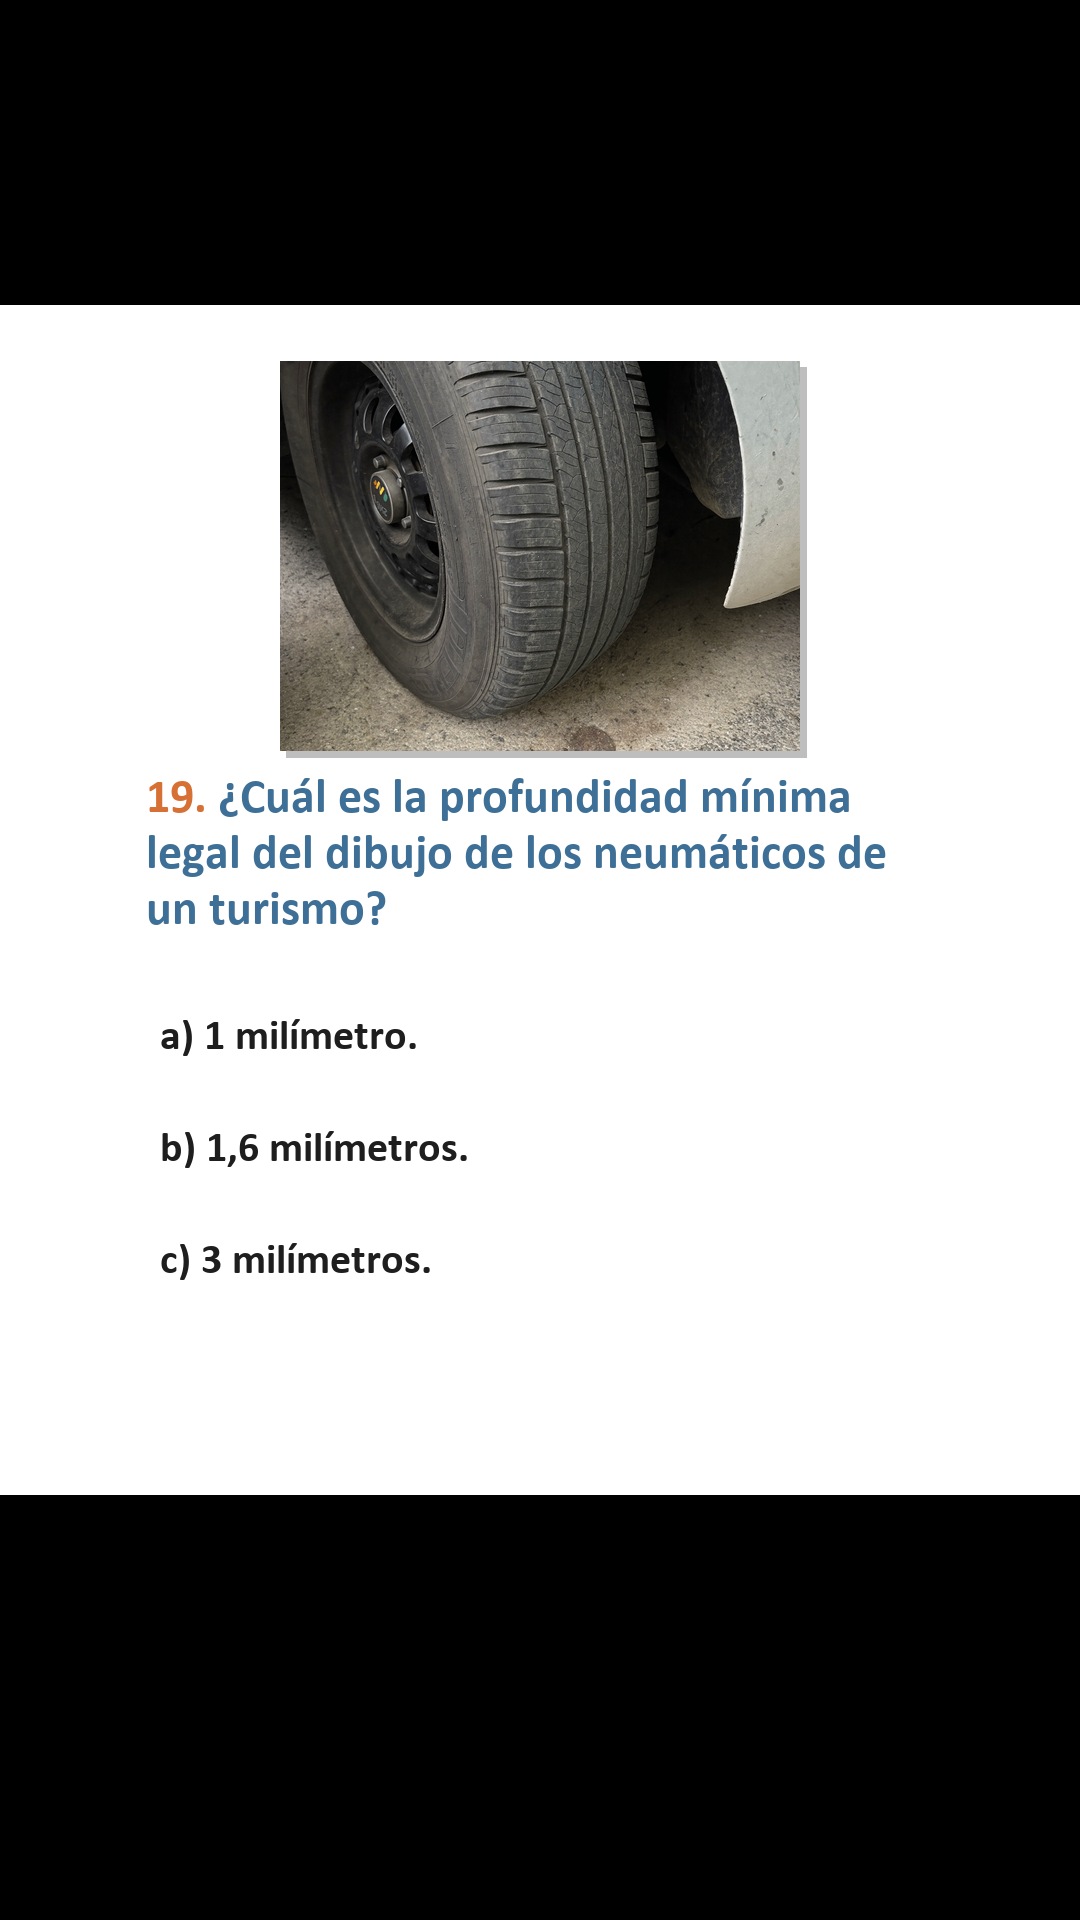 19. ¿Cuál es la profundidad mínima
legal del dibujo de los neumáticos de
un turismo?
a) 1 milímetro.
b) 1,6 milímetros.
c) 3 milímetros.